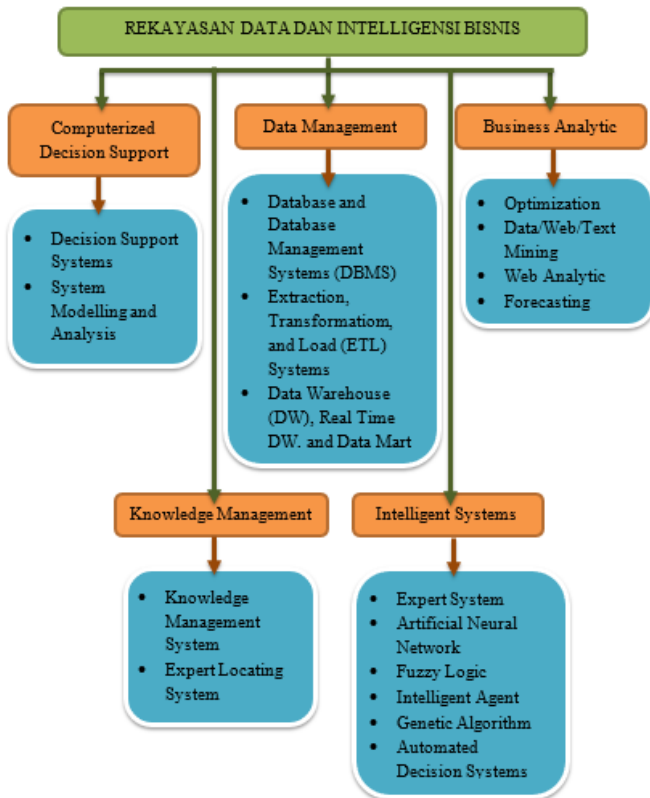 REKAYASAN DATA DAN INTELLIGENSI BISNIS
Computerized
Decision Support
Data Management
Business Analytic
• Decision Support
Systems
• System
Modelling and
Analysis
• Database and
Database
Management
Systems (DBMS)
• Extraction,
Transformatiom,
and Load (ETL)
Systems
• Data Warehouse
(DW), Real Time
DW. and Data Mart
• Optimization
• Data/Web/Text
Mining
• Web Analytic
• Forecasting
Knowledge Management
Intelligent Systems
• Knowledge
Management
System
• Expert Locating
System
• Expert System
• Artificial Neural
Network
• Fuzzy Logic
• Intelligent Agent
• Genetic Algorithm
• Automated
Decision Systems